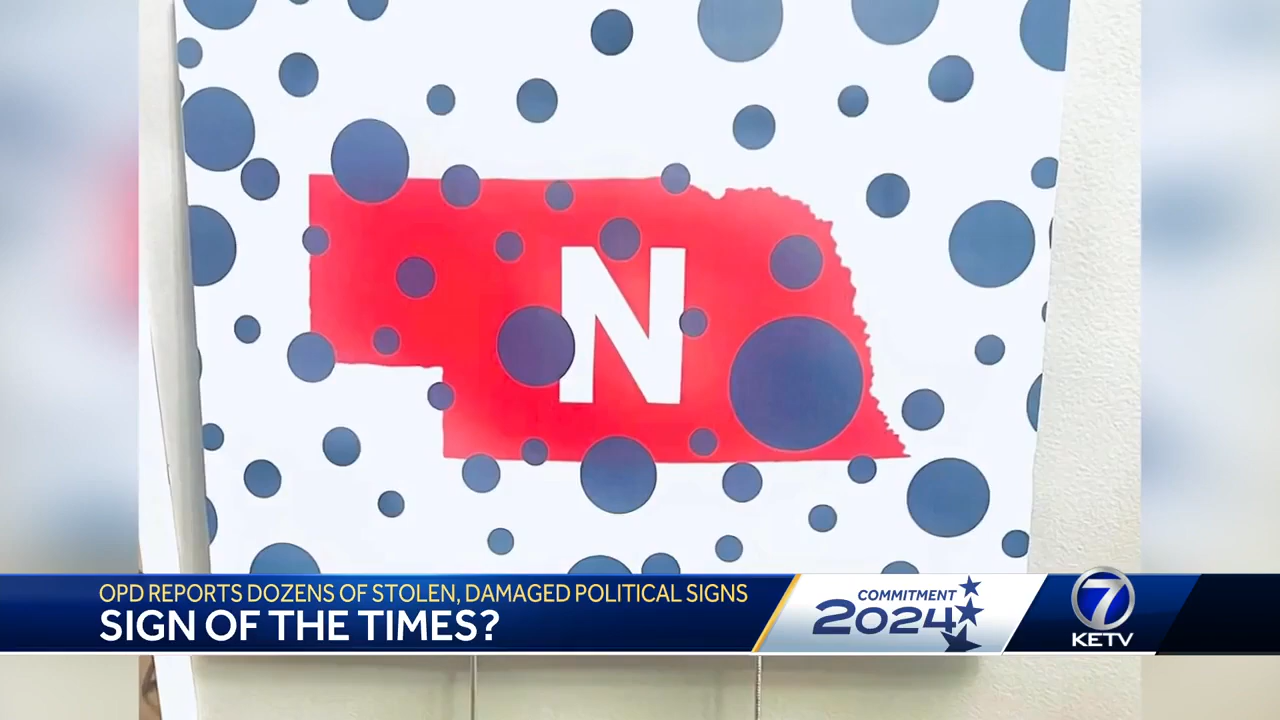 N
OPD REPORTS DOZENS OF STOLEN, DAMAGED POLITICAL SIGNS
SIGN OF THE TIMES?
COMMITMENT
2024
7
KETV